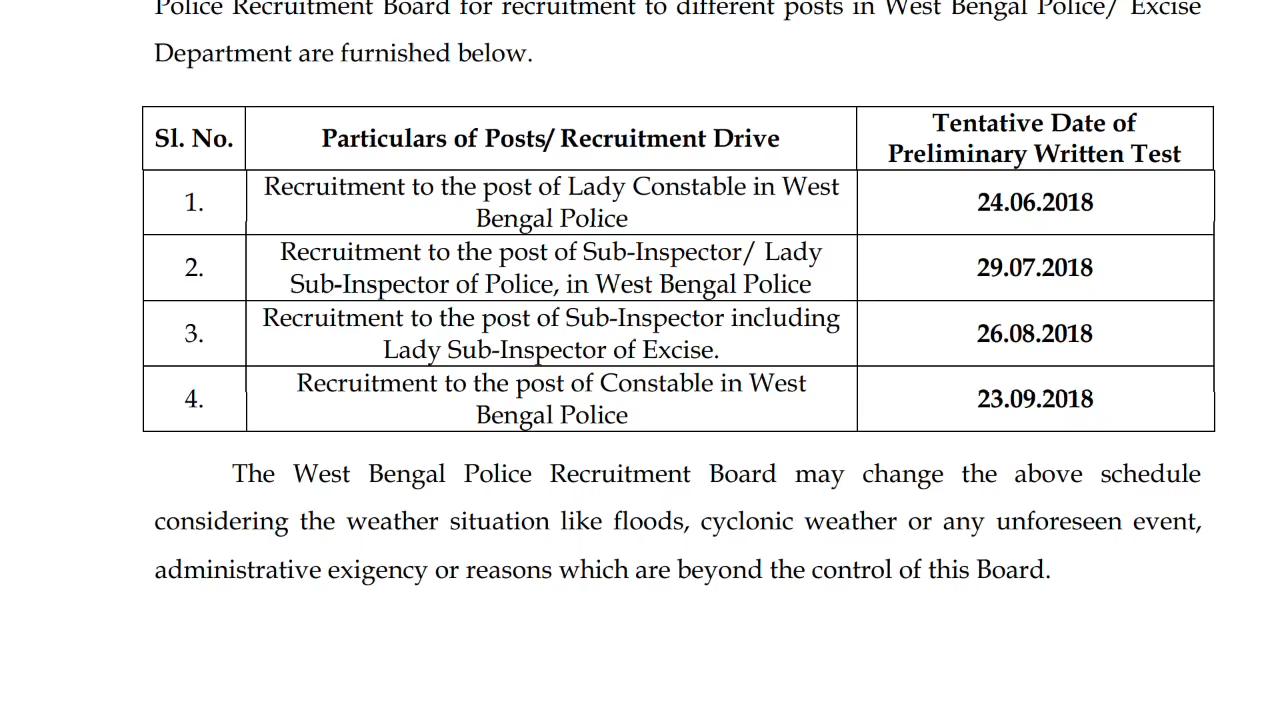 Police Recruitment Board for recruitment to different posts in West Bengal Police/ Excise
Department are furnished below.
Sl. No.
Particulars of Posts/ Recruitment Drive
Tentative Date of
Preliminary Written Test
1.
Recruitment to the post of Lady Constable in West
Bengal Police
24.06.2018
2.
Recruitment to the post of Sub-Inspector/ Lady
Sub-Inspector of Police, in West Bengal Police
29.07.2018
3.
Recruitment to the post of Sub-Inspector including
Lady Sub-Inspector of Excise.
26.08.2018
4.
Recruitment to the post of Constable in West
Bengal Police
23.09.2018
The West Bengal Police Recruitment Board may change the above schedule
considering the weather situation like floods, cyclonic weather or any unforeseen event,
administrative exigency or reasons which are beyond the control of this Board.